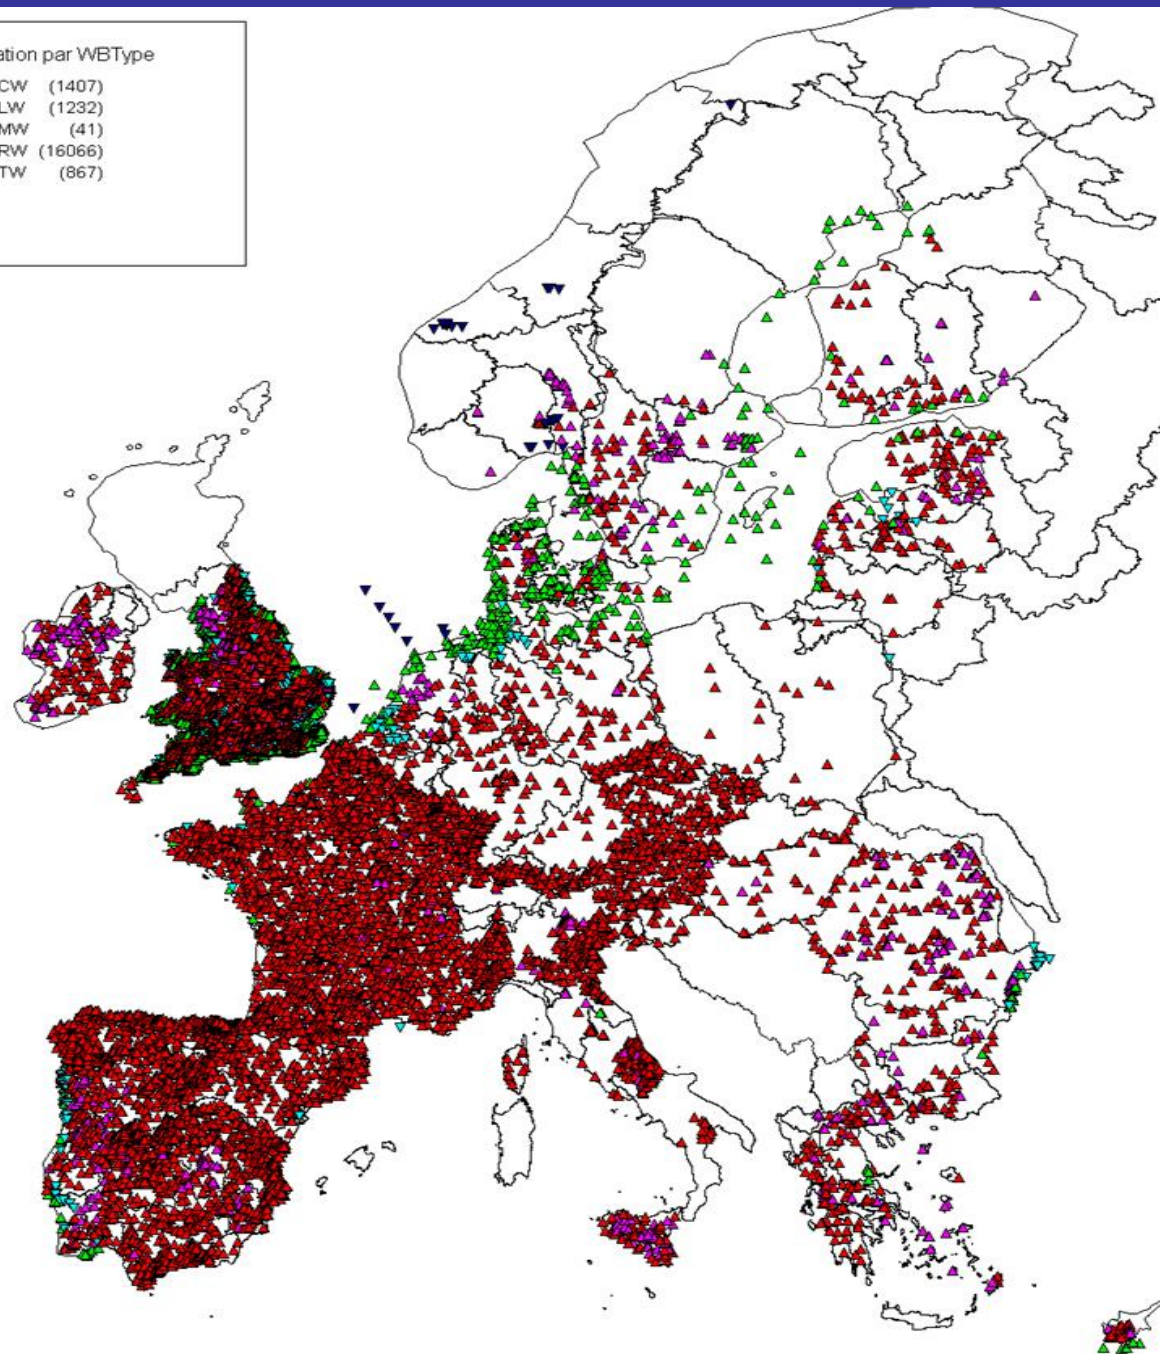 ation par WBType
CW (1407)
LW (1232)
MW (41)
RW (16066)
TW (867)